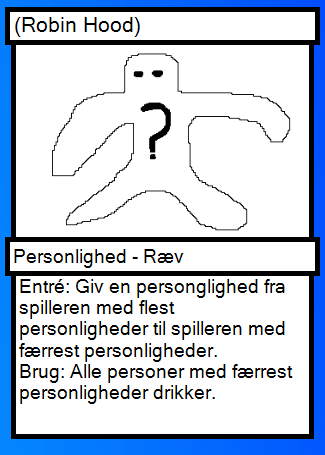 (Robin Hood)
?
Personlighed - Ræv
Entré: Giv en personglighed fra
spilleren med flest
personligheder til spilleren med
færrest personligheder.
Brug: Alle personer med færrest
personligheder drikker.